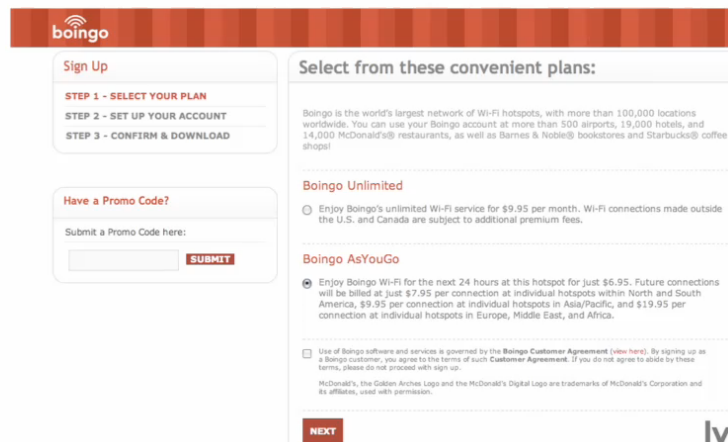 boingo
Sign Up
STEP 1 - SELECT YOUR PLAN
STEP 2 - SET UP YOUR ACCOUNT
STEP 3 - CONFIRM & DOWNLOAD
Have a Promo Code?
Submit a Promo Code here:
SUBMIT
Select from these convenient plans:
Boingo is the world's largest network of Wi-Fi hotspots, with more than 100,000 locations
worldwide. You can use your Boingo account at more than 500 airports, 19,000 hotels, and
14,000 McDonald's® restaurants, as well as Barnes & Noble® bookstores and Starbucks® coffee
shops!
Boingo Unlimited
Enjoy Boingo's unlimited Wi-Fi service for $9.95 per month. Wi-Fi connections made outside
the U.S. and Canada are subject to additional premium fees.
Boingo AsYouGo
Enjoy Boingo Wi-Fi for the next 24 hours at this hotspot for just $6.95. Future connections
will be billed at just $7.95 per connection at individual hotspots within North and South
America, $9.95 per connection at individual hotspots in Asia/Pacific, and $19.95 per
connection at individual hotspots in Europe, Middle East, and Africa.
Use of Boingo software and services is governed by the Boingo Customer Agreement (view here). By signing up as
a Boingo customer, you agree to the terms of such Customer Agreement. If you do not agree to abide by these
terms, please do not proceed with sign up.
McDonald's, the Golden Arches Logo and the McDonald's Digital Logo are trademarks of McDonald's Corporation and
its affiliates, used with permission.
NEXT